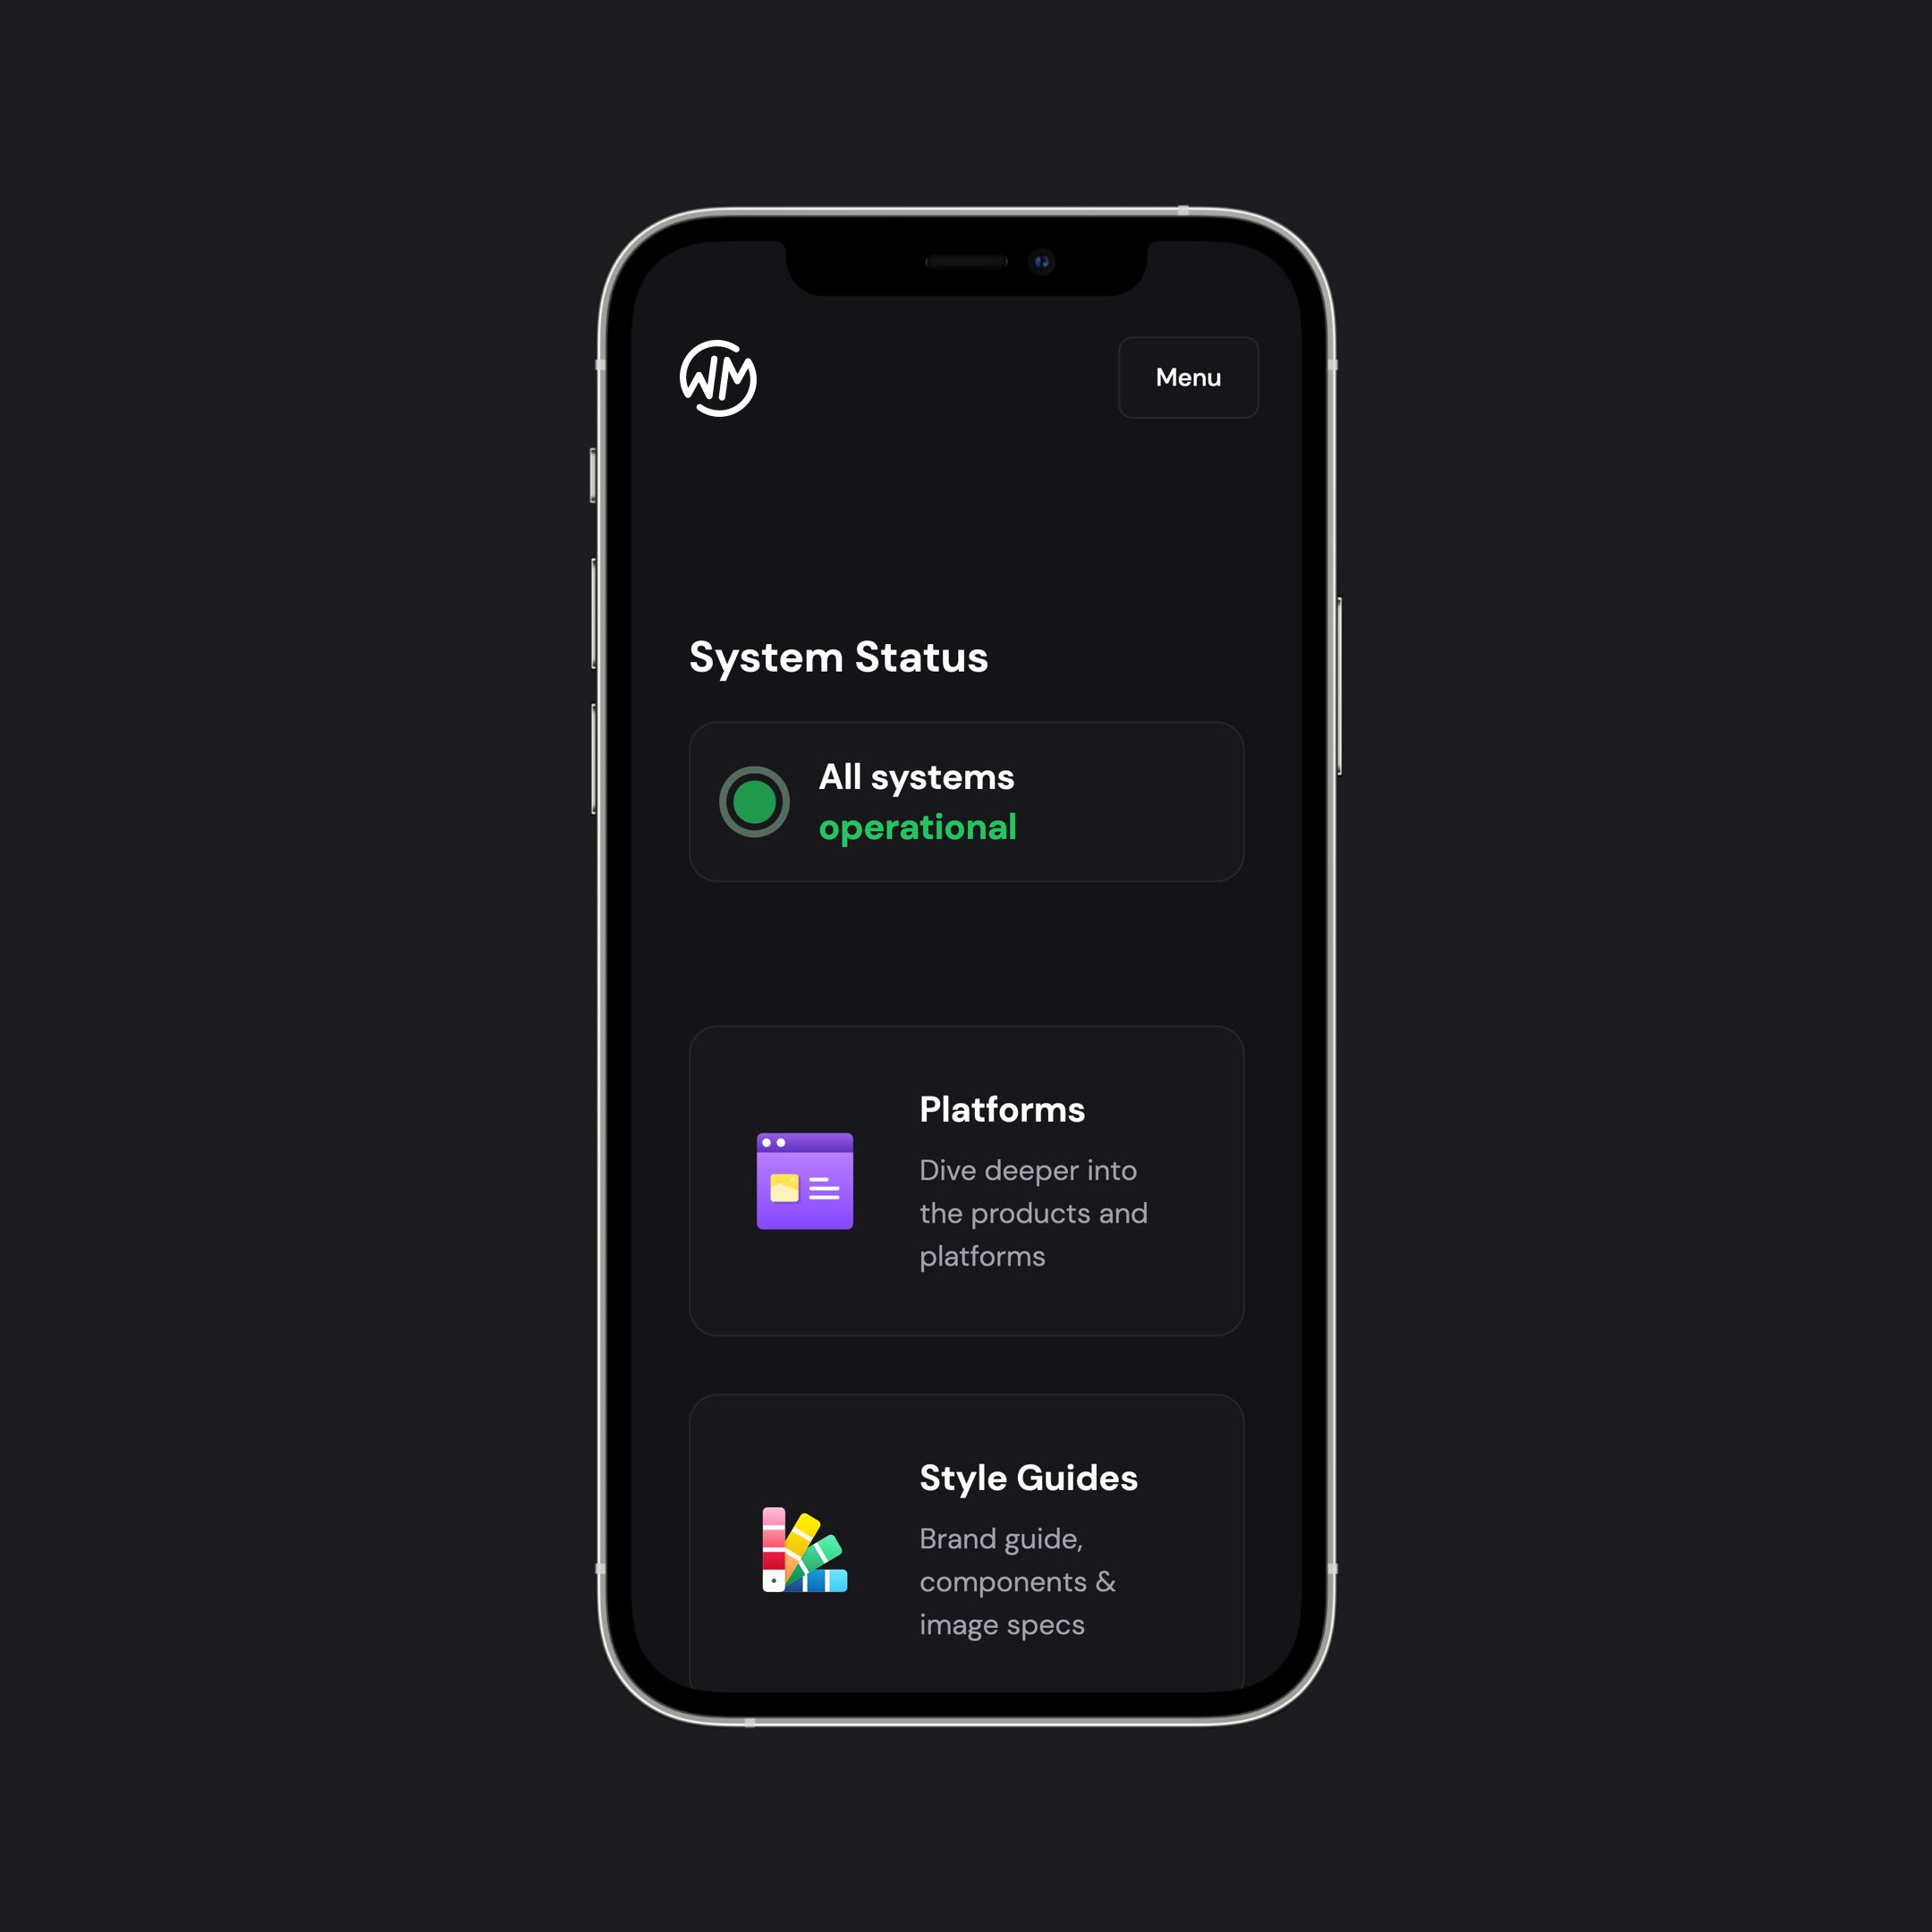 WM
Menu
System Status
All systems
operational
Platforms
Dive deeper into
the products and
platforms
Style Guides
Brand guide,
components &
image specs